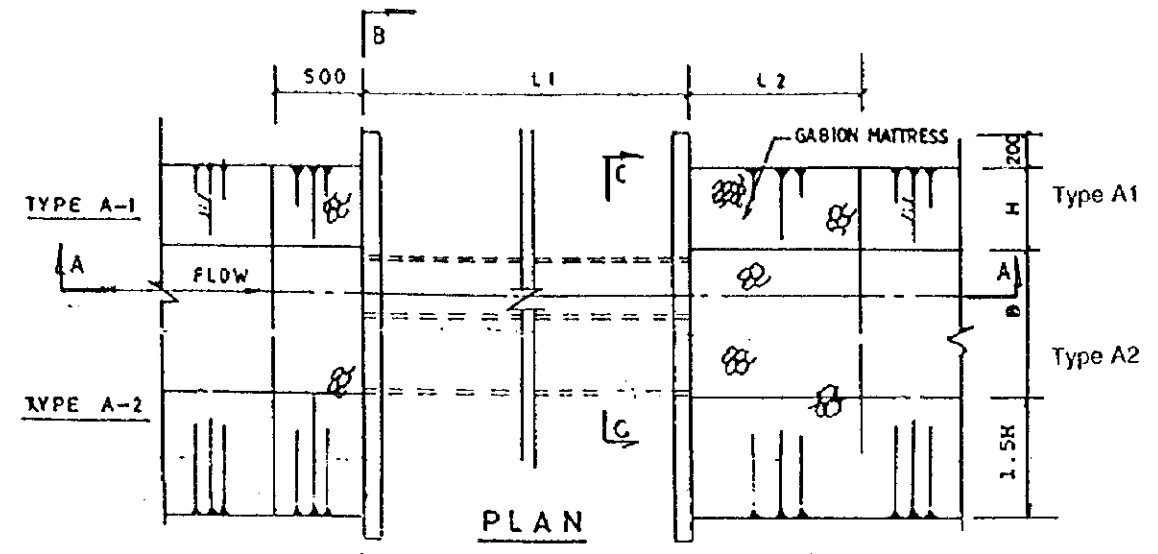 B
500 L1 L2
GABION MATTRESS
200
C
TYPE A-1
H
Type A1
A
FLOW
A
B
Type A2
TYPE A-2
C
1.5H
PLAN